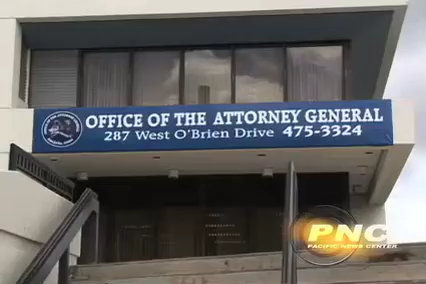 OFFICE OF THE ATTORNEY GENERAL
287 West O'Brien Drive 475-3324
PNC
PACIFIC NEWS CENTER